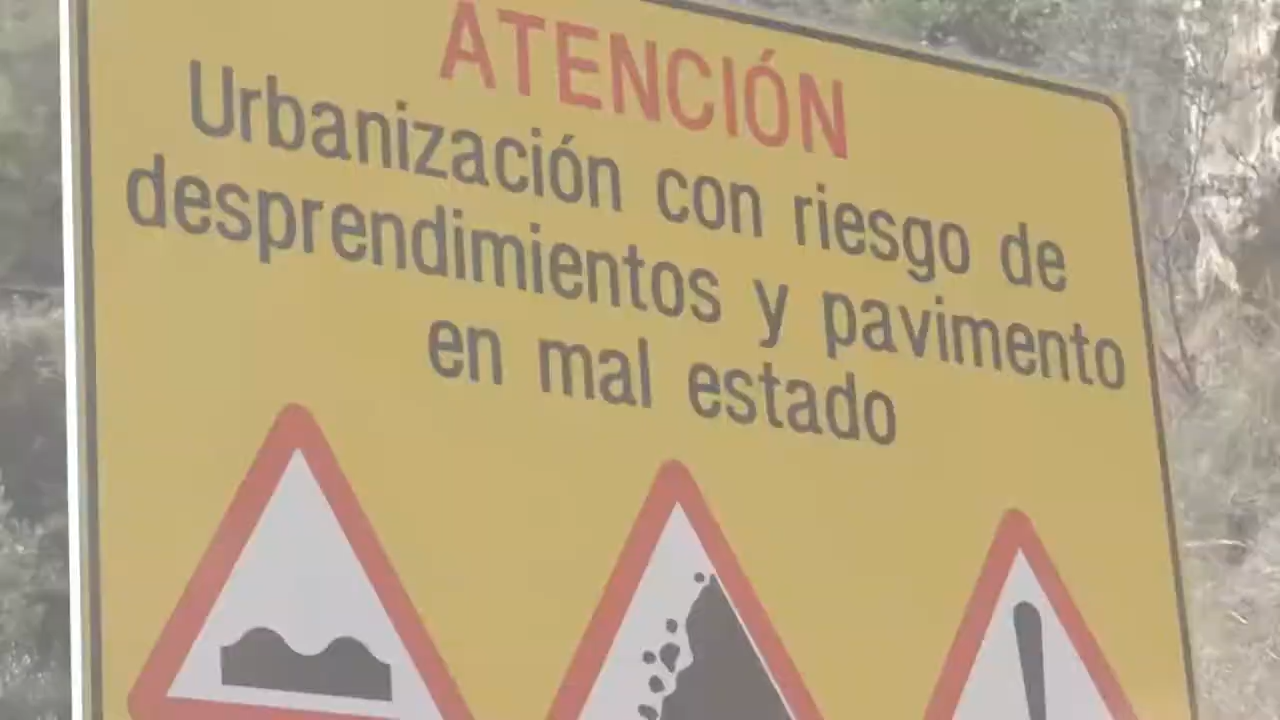 ATENCIÓN
Urbanización con riesgo de
desprendimientos y pavimento
en mal estado